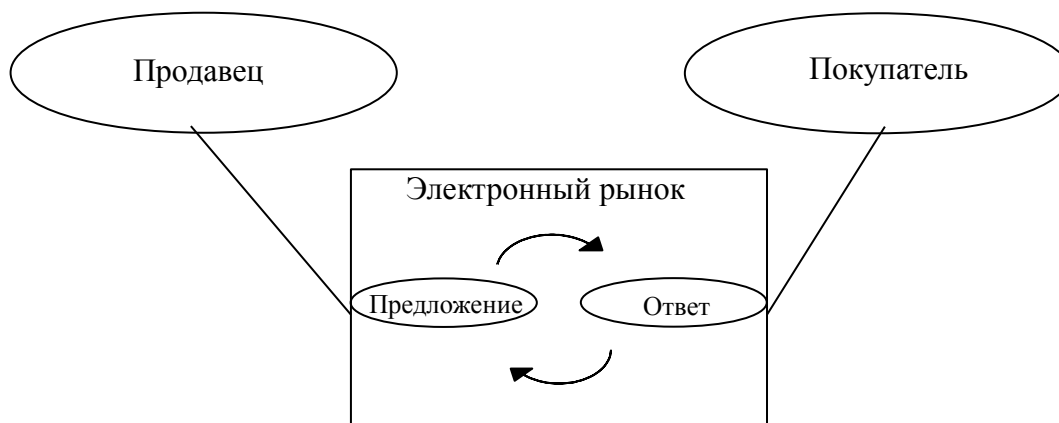 Продавец
Покупатель
Электронный рынок
Предложение
Ответ